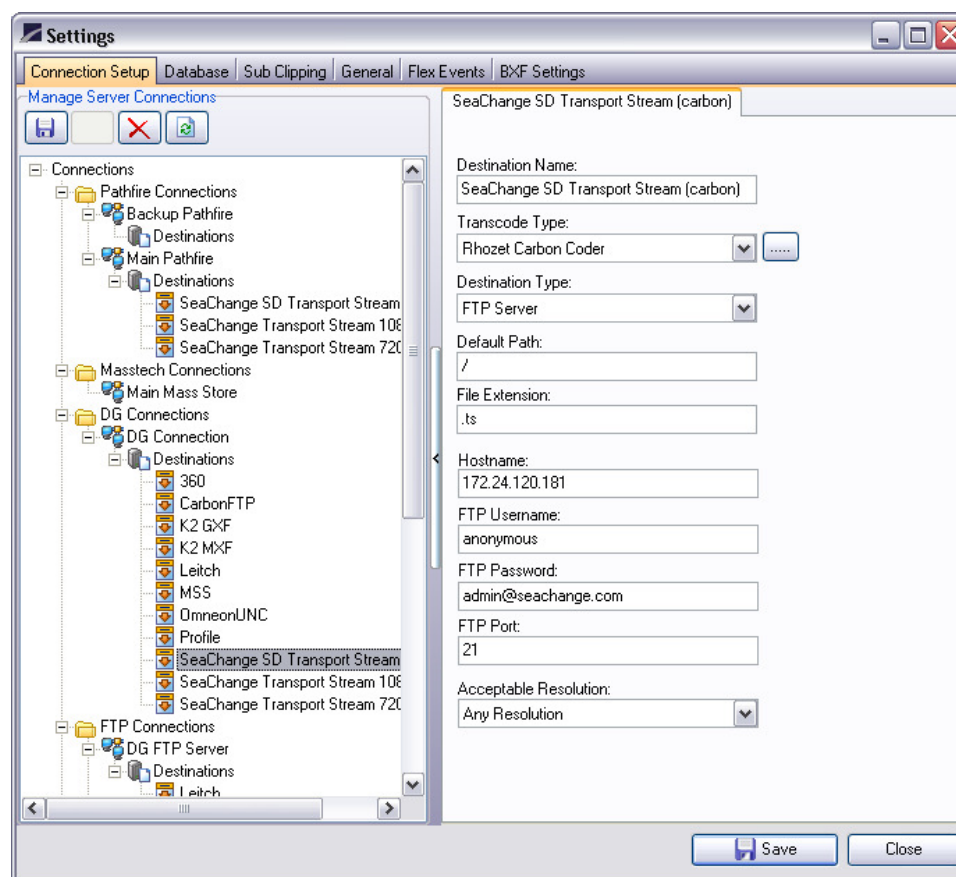 Settings
Connection Setup Database Sub Clipping General Flex Events BXF Settings
Manage Server Connections
Connections
Pathfire Connections
Backup Pathfire
Destinations
Main Pathfire
Destinations
SeaChange SD Transport Stream
SeaChange Transport Stream 108
SeaChange Transport Stream 720
Masstech Connections
Main Mass Store
DG Connections
DG Connection
Destinations
360
CarbonFTP
K2 GXF
K2 MXF
Leitch
MSS
OmneonUNC
Profile
SeaChange SD Transport Stream
SeaChange Transport Stream 108
SeaChange Transport Stream 720
FTP Connections
DG FTP Server
Destinations
Leitch
SeaChange SD Transport Stream (carbon)
Destination Name:
SeaChange SD Transport Stream (carbon)
Transcode Type:
Rhozet Carbon Coder
.....
Destination Type:
FTP Server
Default Path:
/
File Extension:
.ts
Hostname:
172.24.120.181
FTP Username:
anonymous
FTP Password:
admin@seachange.com
FTP Port:
21
Acceptable Resolution:
Any Resolution
Save Close